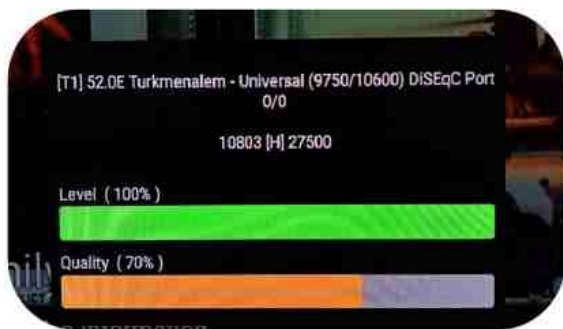 [T1] 52.0E Turkmenalem - Universal (9750/10600) DiSEqC Port
0/0
10803 [H] 27500
Level ( 100% )
Quality ( 70% )